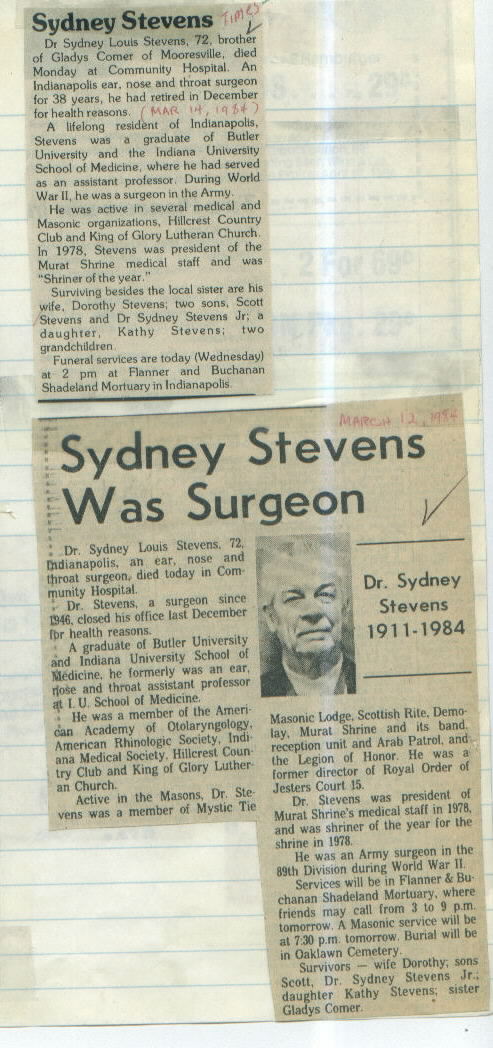 Sydney Stevens TIMES
Dr Sydney Louis Stevens, 72, brother
of Gladys Comer of Mooresville, died
Monday at Community Hospital. An
Indianapolis ear, nose and throat surgeon
for 38 years, he had retired in December
for health reasons. (MAR 14, 1984)
A lifelong resident of Indianapolis,
Stevens was a graduate of Butler
University and the Indiana University
School of Medicine, where he had served
as an assistant professor. During World
War II, he was a surgeon in the Army.
He was active in several medical and
Masonic organizations, Hillcrest Country
Club and King of Glory Lutheran Church.
In 1978, Stevens was president of the
Murat Shrine medical staff and was
"Shriner of the year."
Surviving besides the local sister are his
wife, Dorothy Stevens; two sons, Scott
Stevens and Dr Sydney Stevens Jr; a
daughter, Kathy Stevens; two
grandchildren.
Funeral services are today (Wednesday)
at 2 pm at Flanner and Buchanan
Shadeland Mortuary in Indianapolis.
MARCH 12, 1984
Sydney Stevens
Was Surgeon
Dr. Sydney Louis Stevens, 72,
Indianapolis, an ear, nose and
throat surgeon, died today in Com-
munity Hospital.
Dr. Stevens, a surgeon since
1946, closed his office last December
for health reasons.
A graduate of Butler University
and Indiana University School of
Medicine, he formerly was an ear,
nose and throat assistant professor
at I. U. School of Medicine.
He was a member of the Ameri-
can Academy of Otolaryngology,
American Rhinologic Society, Indi-
ana Medical Society, Hillcrest Coun-
try Club and King of Glory Luther-
an Church.
Active in the Masons, Dr. Ste-
vens was a member of Mystic Tie
Dr. Sydney
Stevens
1911-1984
Masonic Lodge, Scottish Rite, Demo-
lay, Murat Shrine and its band,
reception unit and Arab Patrol, and
the Legion of Honor. He was a
former director of Royal Order of
Jesters Court 15.
Dr. Stevens was president of
Murat Shrine's medical staff in 1978,
and was shriner of the year for the
shrine in 1978.
He was an Army surgeon in the
89th Division during World War II.
Services will be in Flanner & Bu-
chanan Shadeland Mortuary, where
friends may call from 3 to 9 p.m.
tomorrow. A Masonic service will be
at 7:30 p.m. tomorrow. Burial will be
in Oaklawn Cemetery.
Survivors — wife Dorothy; sons
Scott, Dr. Sydney Stevens Jr.;
daughter Kathy Stevens; sister
Gladys Comer.